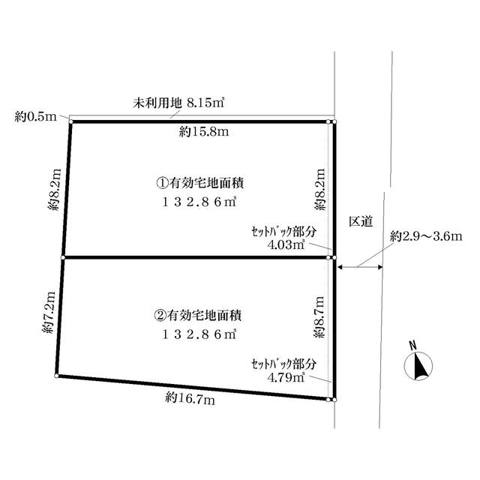 未利用地 8.15㎡
約0.5m
約15.8m
約8.2m
①有効宅地面積
132.86㎡
約8.2m
区道
ｾｯﾄﾊﾞｯｸ部分
4.03㎡
約2.9～3.6m
約7.2m
②有効宅地面積
132.86㎡
約8.7m
N
ｾｯﾄﾊﾞｯｸ部分
4.79㎡
約16.7m